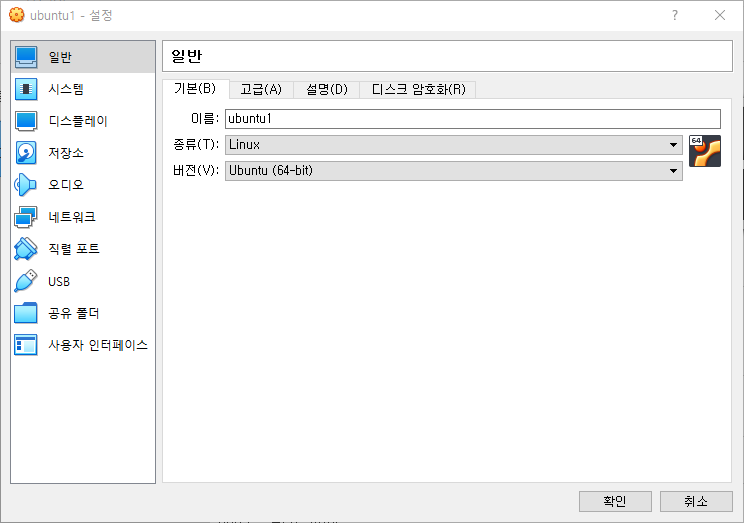 ubuntu1 - 설정
?
일반
시스템
디스플레이
저장소
오디오
네트워크
직렬 포트
USB
공유 폴더
사용자 인터페이스
일반
기본(B) 고급(A) 설명(D) 디스크 암호화(R)
이름: ubuntu1
종류(T): Linux
64
버전(V): Ubuntu (64-bit)
확인 취소